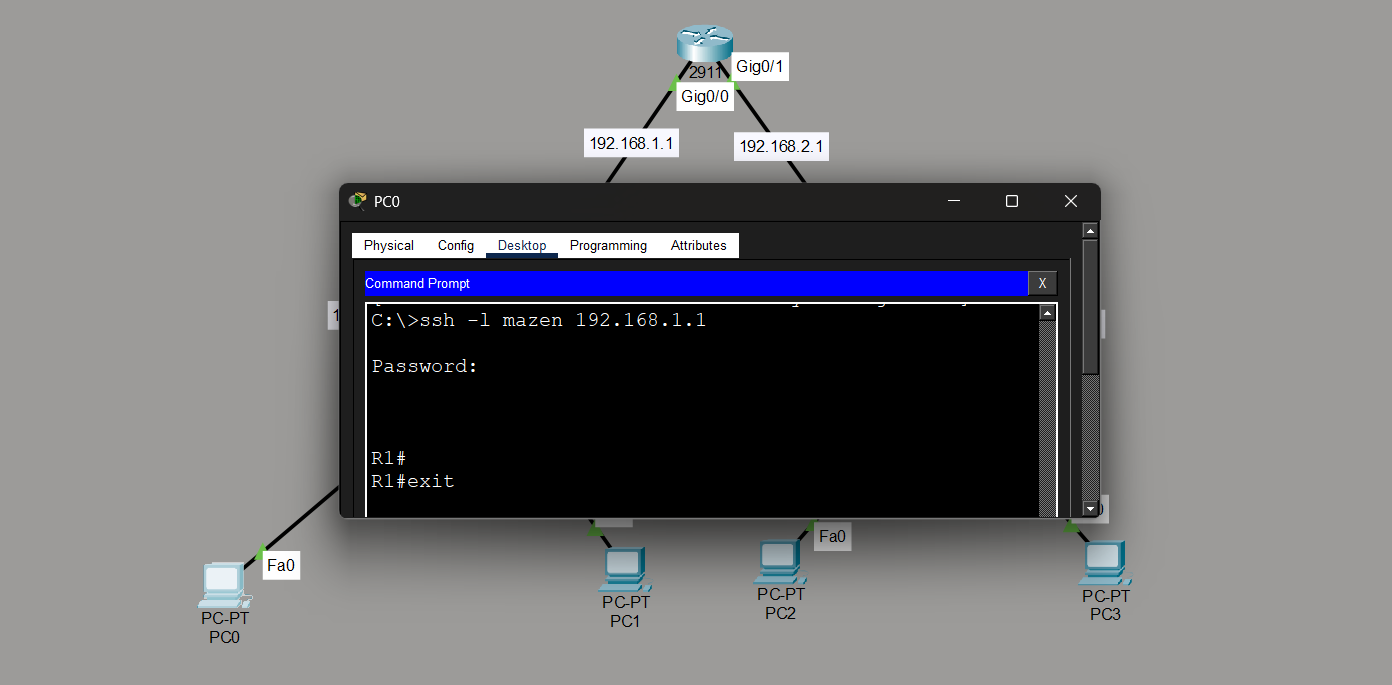 Gig0/1
2911
Gig0/0
192.168.1.1
192.168.2.1
PC0
Physical Config Desktop Programming Attributes
Command Prompt
X
C:\>ssh -l mazen 192.168.1.1
Password:
R1#
R1#exit
1
Fa0
PC-PT
PC0
PC-PT
PC1
Fa0
PC-PT
PC2
PC-PT
PC3